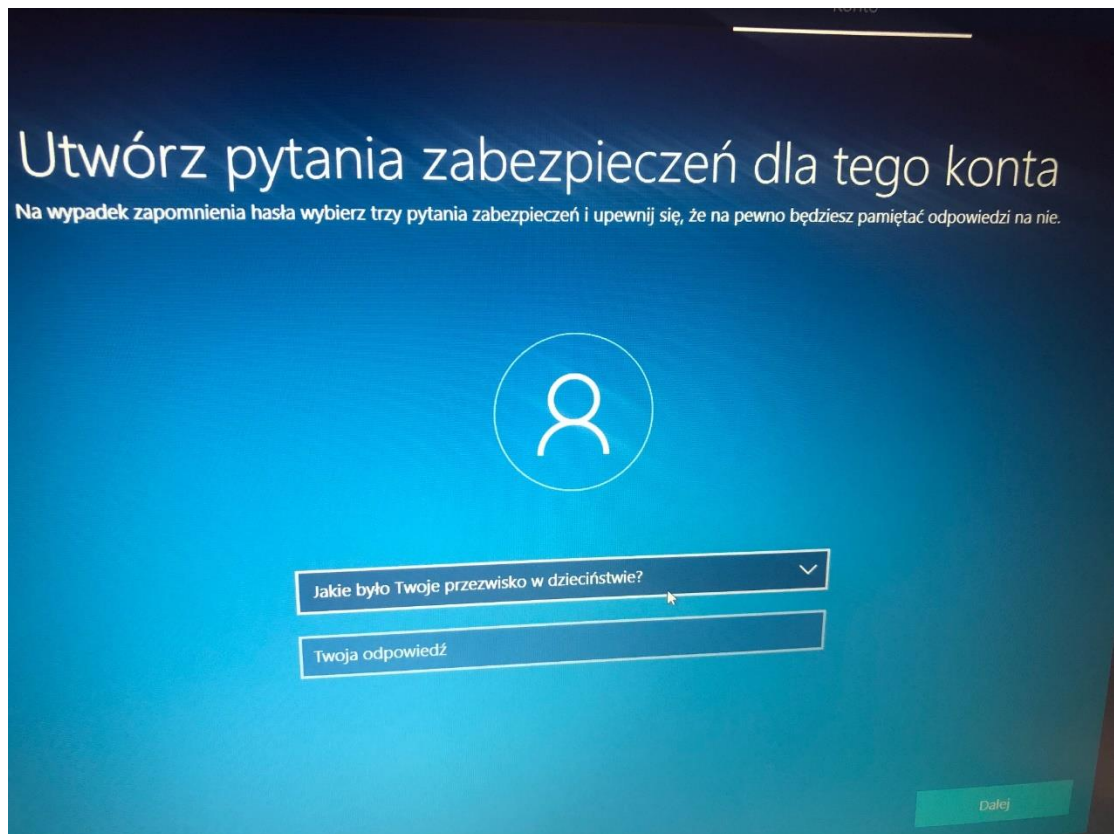 Konto
Utwórz pytania zabezpieczeń dla tego konta
Na wypadek zapomnienia hasła wybierz trzy pytania zabezpieczeń i upewnij się, że na pewno będziesz pamiętać odpowiedzi na nie.
Jakie było Twoje przezwisko w dzieciństwie?
Twoja odpowiedź
Dalej